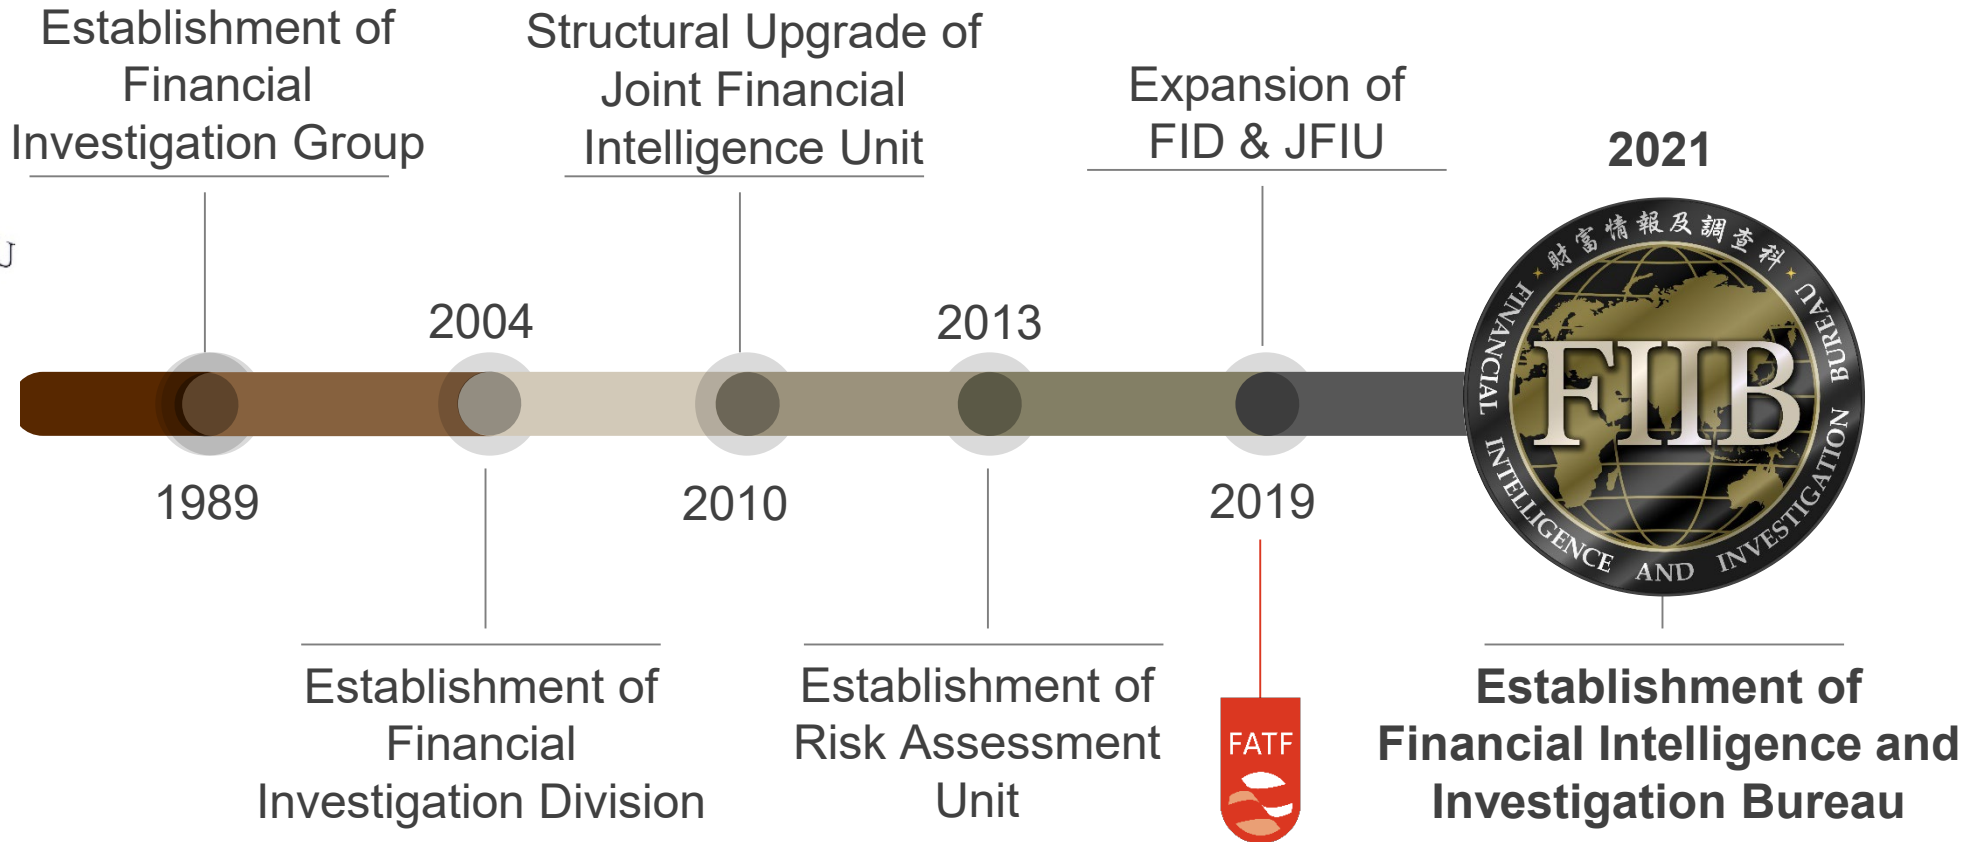 Establishment of
Financial
Investigation Group
Structural Upgrade of
Joint Financial
Intelligence Unit
Expansion of
FID & JFIU
2021
J
2004
2013
1989
2010
2019
財富情報及調查科
FINANCIAL INTELLIGENCE AND INVESTIGATION BUREAU
FIIB
Establishment of
Financial
Investigation Division
Establishment of
Risk Assessment
Unit
FATF
Establishment of
Financial Intelligence and
Investigation Bureau